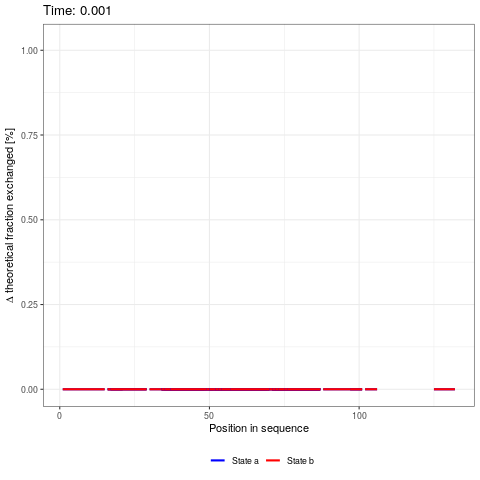 Time: 0.001
Δ theoretical fraction exchanged [%]
1.00
0.75
0.50
0.25
0.00
0
50
100
Position in sequence
State a
State b